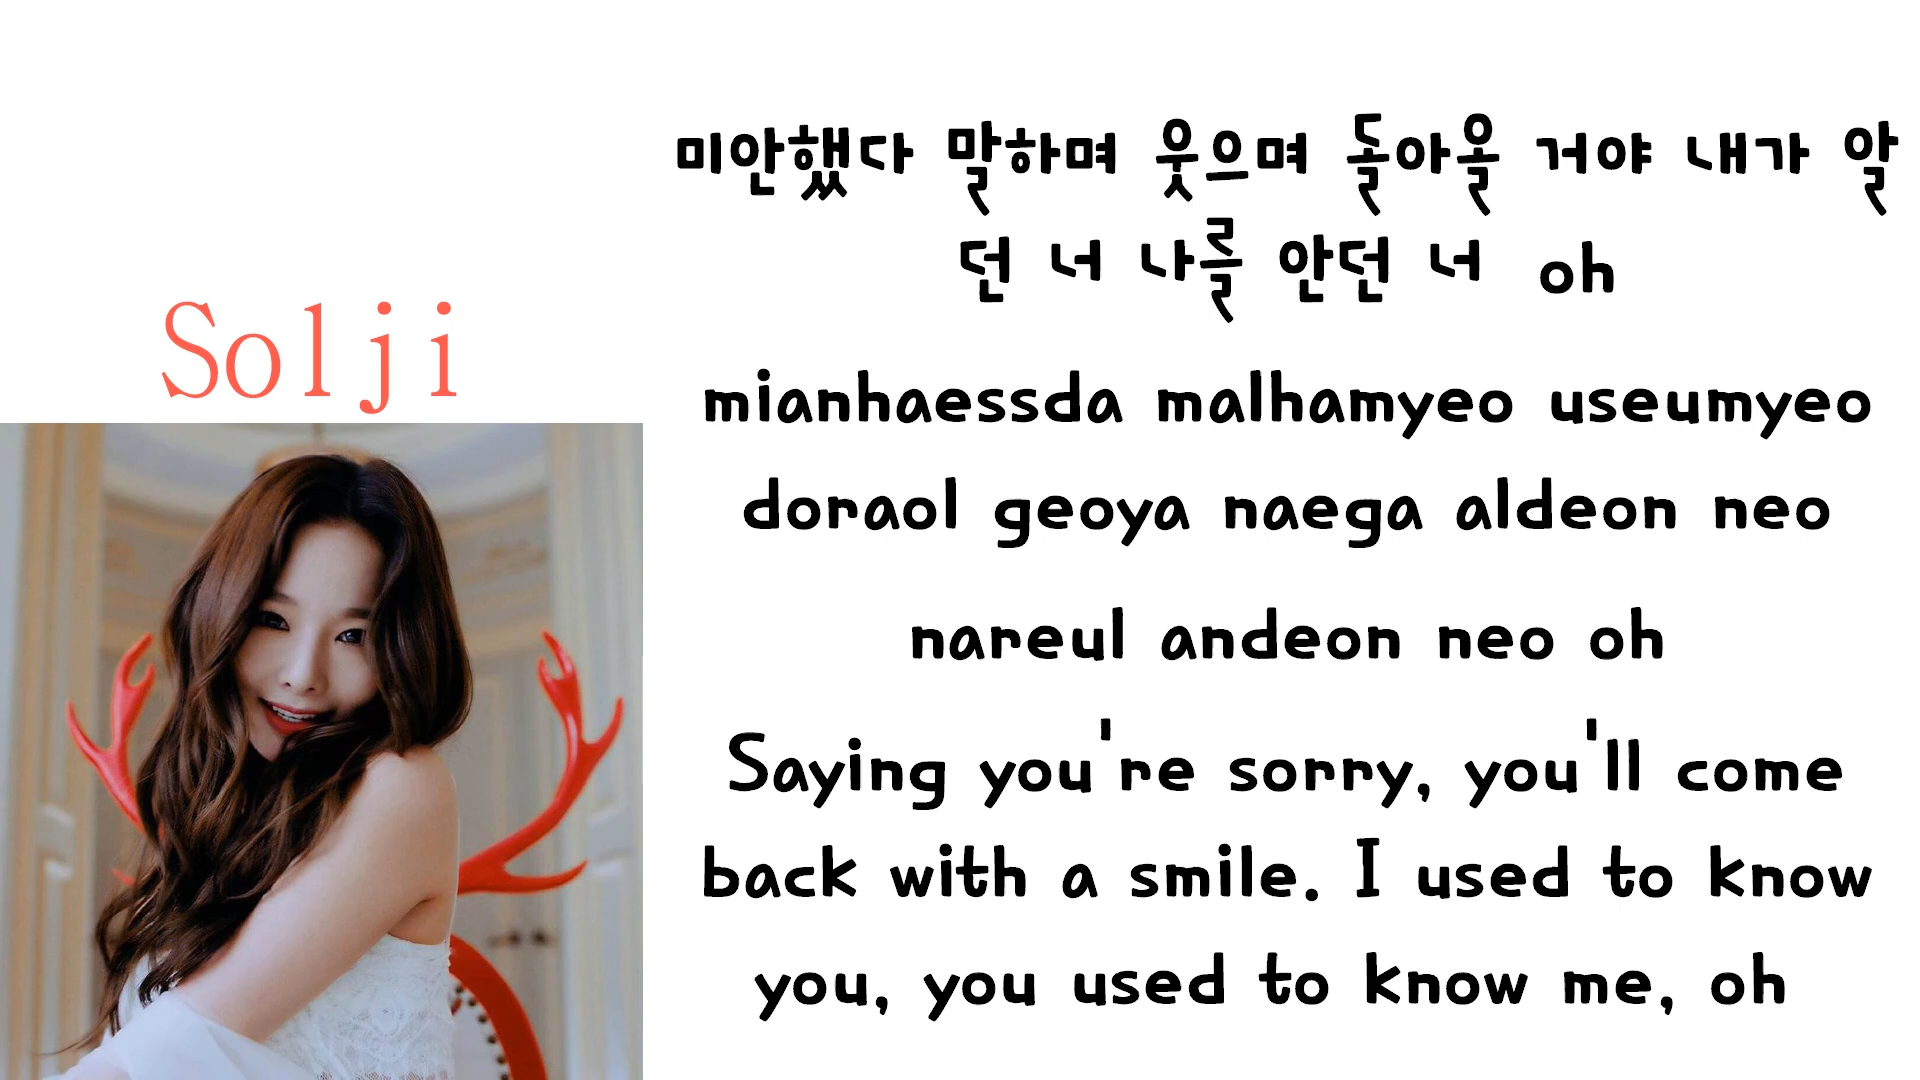 Solji
미안했다 말하며 웃으며 돌아올 거야 내가 알
던 너 나를 안던 너 oh
mianhaessda malhamyeo useumyeo
doraol geoya naega aldeon neo
nareul andeon neo oh
Saying you're sorry, you'll come
back with a smile. I used to know
you, you used to know me, oh